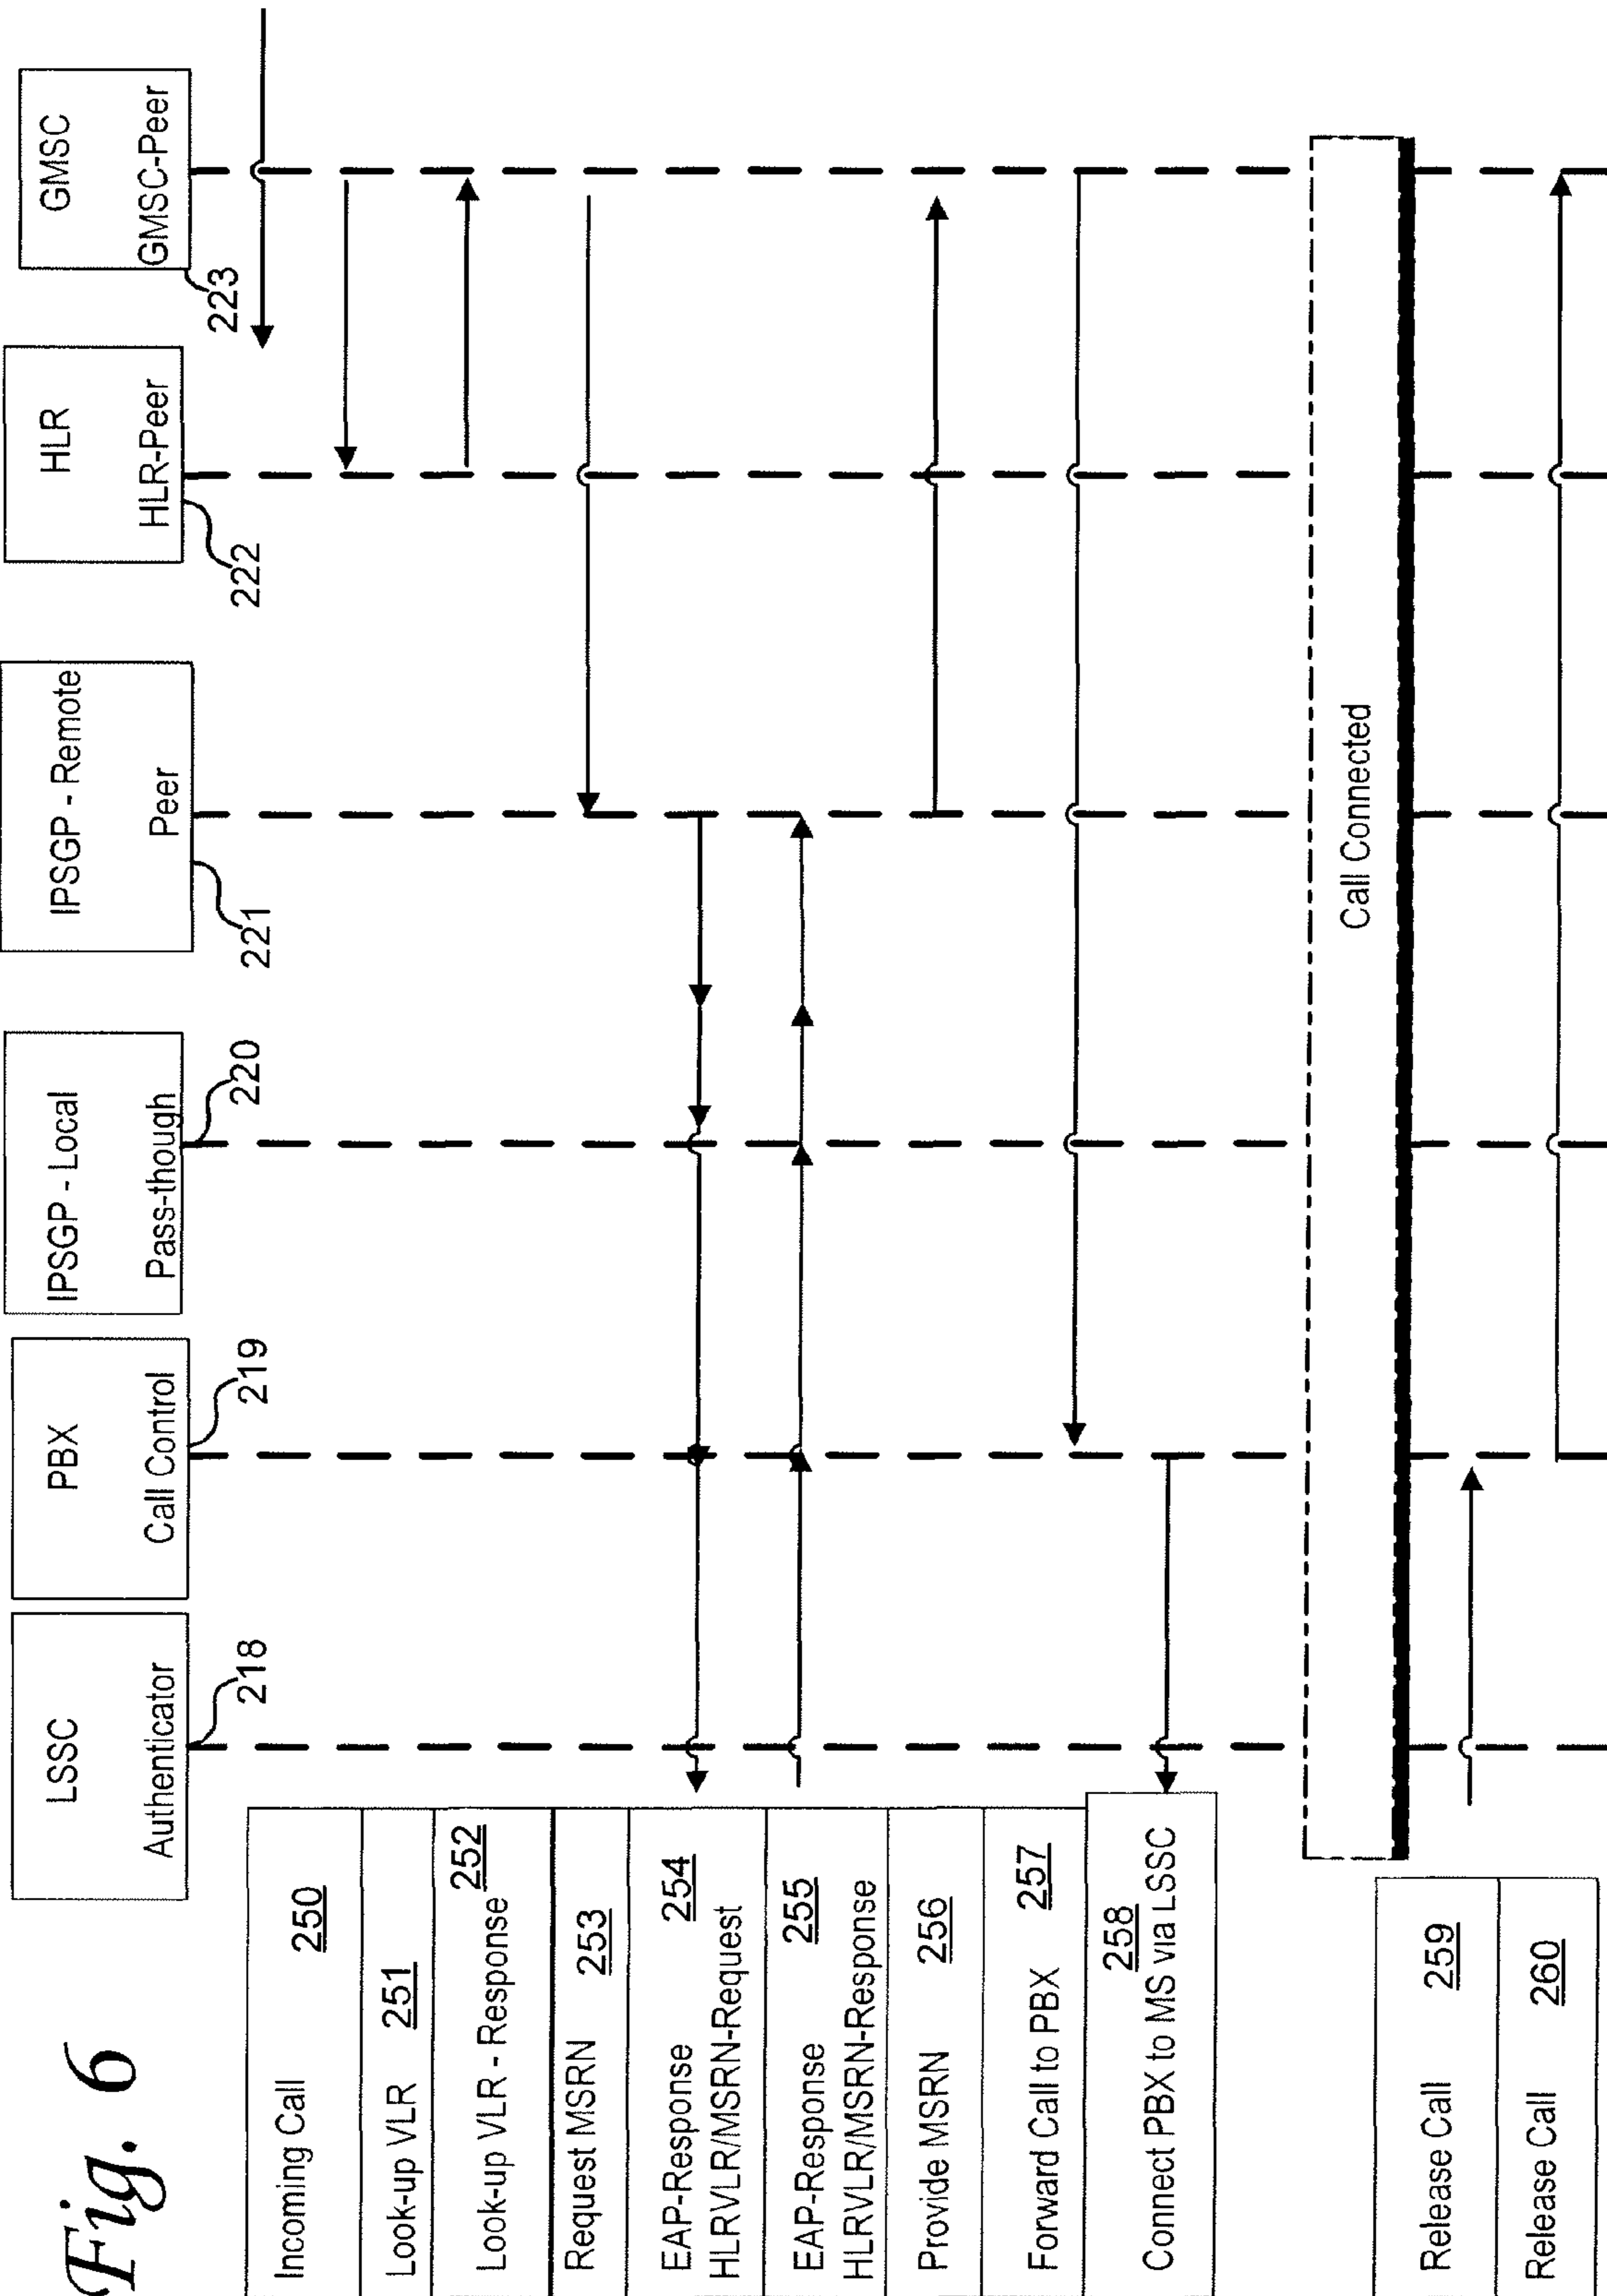 Fig. 6
LSSC
Authenticator
218
PBX
Call Control
219
IPSGP - Local
Pass-though
220
IPSGP - Remote
Peer
221
HLR
HLR-Peer
222
GMSC
GMSC-Peer
223
Incoming Call
250
Look-up VLR 251
Look-up VLR - Response 252
Request MSRN 253
EAP-Response 254
HLRVLR/MSRN-Request
EAP-Response 255
HLRVLR/MSRN-Response
Provide MSRN 256
Forward Call to PBX 257
258
Connect PBX to MS via LSSC
Call Connected
Release Call 259
Release Call 260